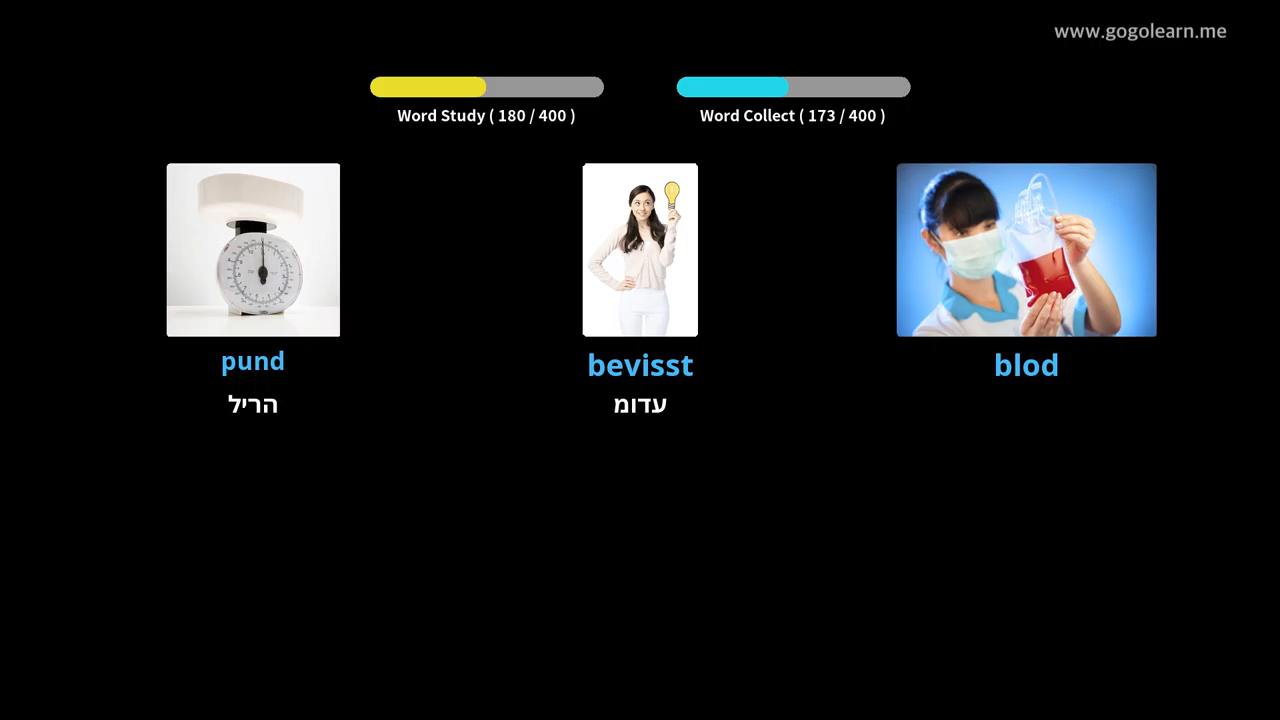 www.gogolearn.me
Word Study ( 180 / 400 )
Word Collect ( 173 / 400 )
pund
הריל
bevisst
עדומ
blod